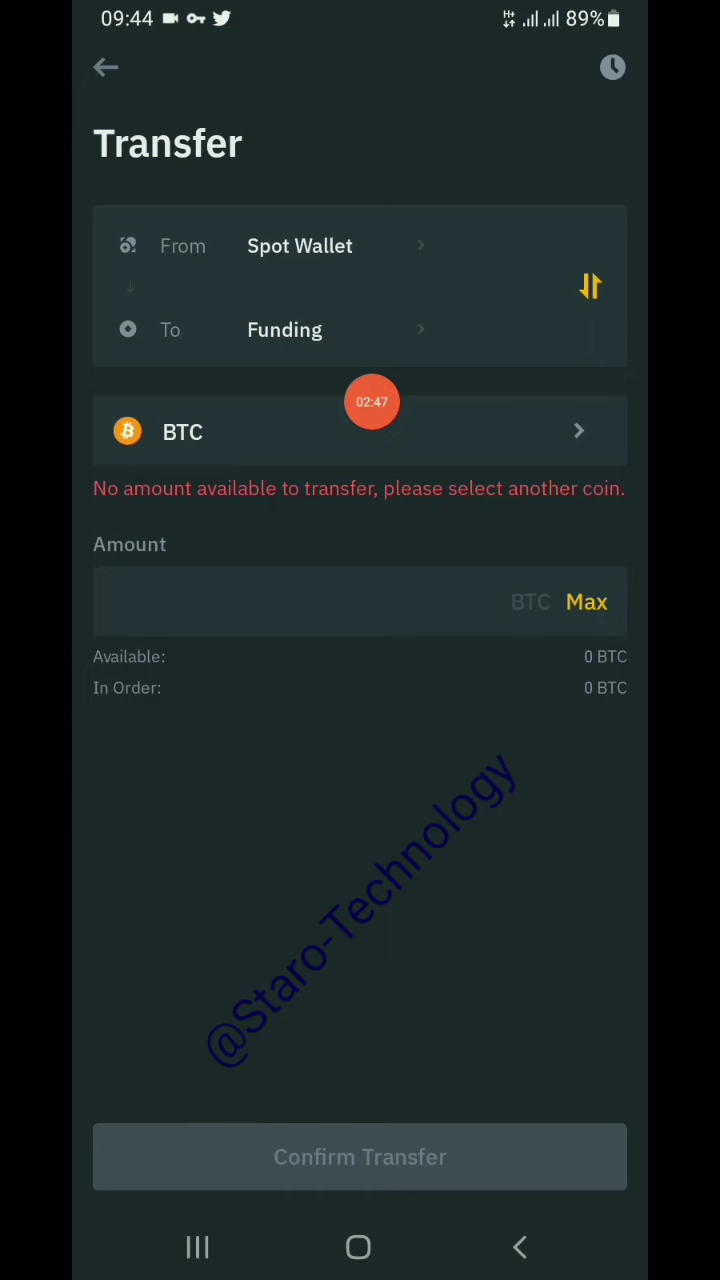 09:44 89%
Transfer
From Spot Wallet
To Funding
02:47
BTC
No amount available to transfer, please select another coin.
Amount
BTC Max
Available: 0 BTC
In Order: 0 BTC
@Staro-Technology
Confirm Transfer